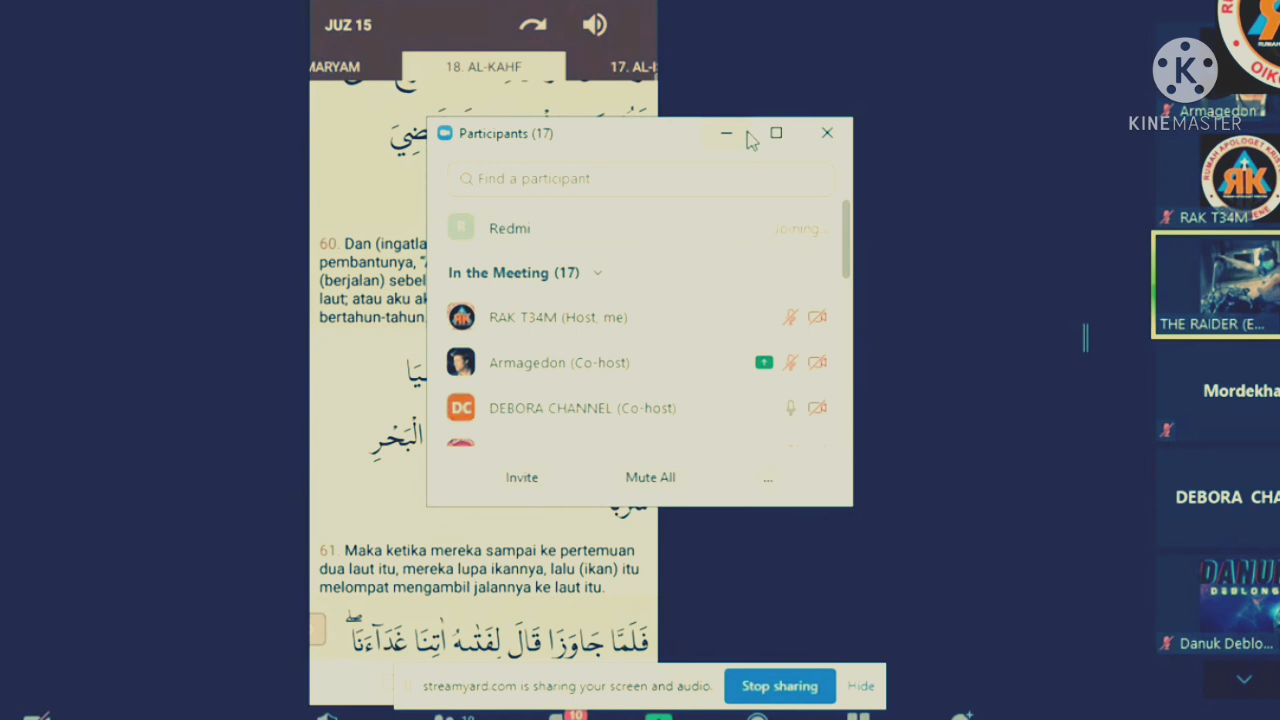 JUZ 15
MARYAM
18. AL-KAHF
17. AL-I
Participants (17)
Find a participant
R
Redmi
Joining...
In the Meeting (17)
RAK T34M (Host, me)
Armagedon (Co-host)
DC
DEBORA CHANNEL (Co-host)
Invite
Mute All
...
60. Dan (ingatla
pembantunya, "A
(berjalan) sebel
laut; atau aku ak
bertahun-tahun.
الْبَحْرِ
61. Maka ketika mereka sampai ke pertemuan
dua laut itu, mereka lupa ikannya, lalu (ikan) itu
melompat mengambil jalannya ke laut itu.
فَلَمَّا جَاوَزَا قَالَ لِفَتٰىهُ اٰتِنَا غَدَاۤءَنَا
streamyard.com is sharing your screen and audio.
Stop sharing
Hide
10
K
KINEMASTER
Armagedon
RAK T34M
THE RAIDER (E...
Mordekha
DEBORA CHA
DANUK
DEBLONG
Danuk Deblo...